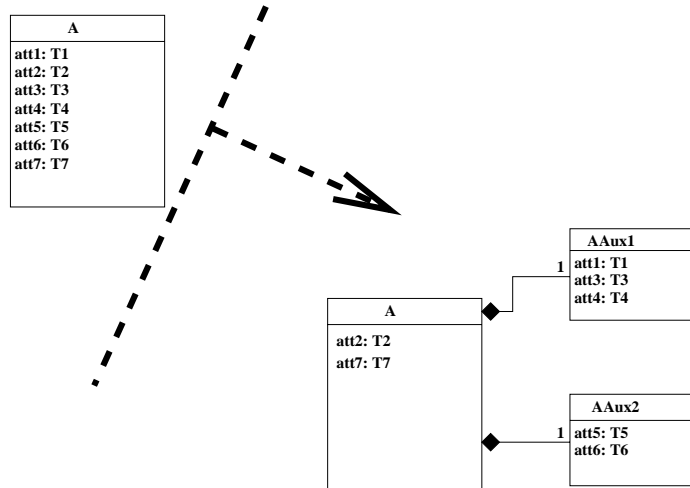 A
att1: T1
att2: T2
att3: T3
att4: T4
att5: T5
att6: T6
att7: T7
AAux1
1
att1: T1
att3: T3
att4: T4
A
att2: T2
att7: T7
AAux2
1
att5: T5
att6: T6